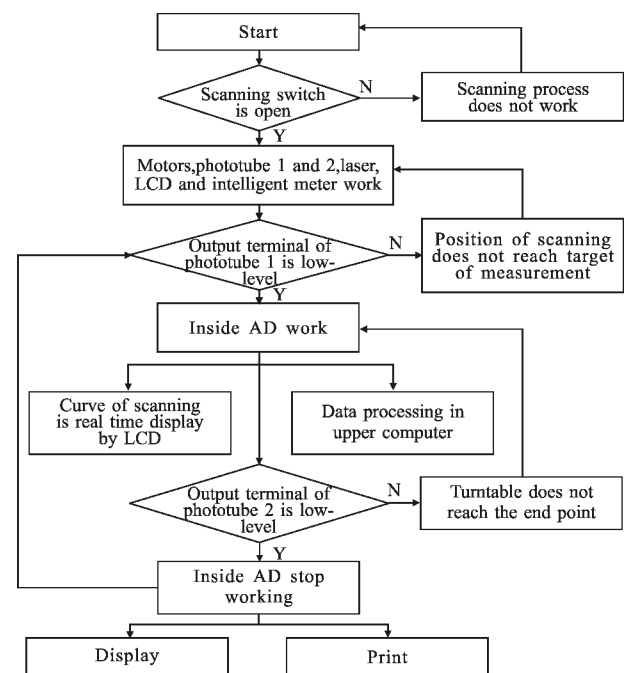 Start
Scanning switch
is open
N
Scanning process
does not work
Y
Motors,phototube 1 and 2,laser,
LCD and intelligent meter work
Output terminal of
phototube 1 is low-
level
N
Position of scanning
does not reach target
of measurement
Y
Inside AD work
Curve of scanning
is real time display
by LCD
Data processing in
upper computer
Output terminal of
phototube 2 is low-
level
N
Turntable does not
reach the end point
Y
Inside AD stop
working
Display
Print